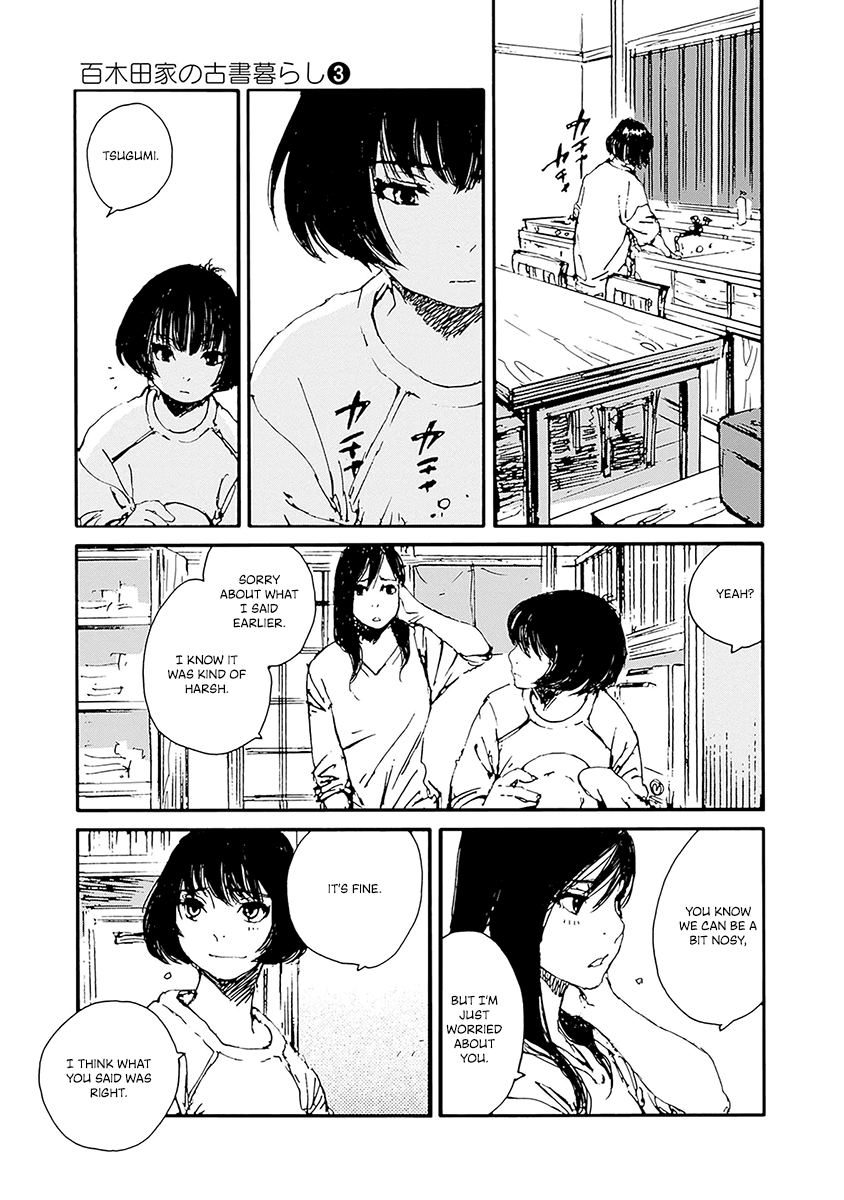 百木田家の古書暮らし❸
カチャ
カチャ
カチャ
カチャ
TSUGUMI.
YEAH?
SORRY
ABOUT WHAT
I SAID
EARLIER.
I KNOW IT
WAS KIND OF
HARSH.
YOU KNOW
WE CAN BE A
BIT NOSY,
BUT I'M
JUST
WORRIED
ABOUT
YOU.
IT'S FINE.
I THINK WHAT
YOU SAID WAS
RIGHT.